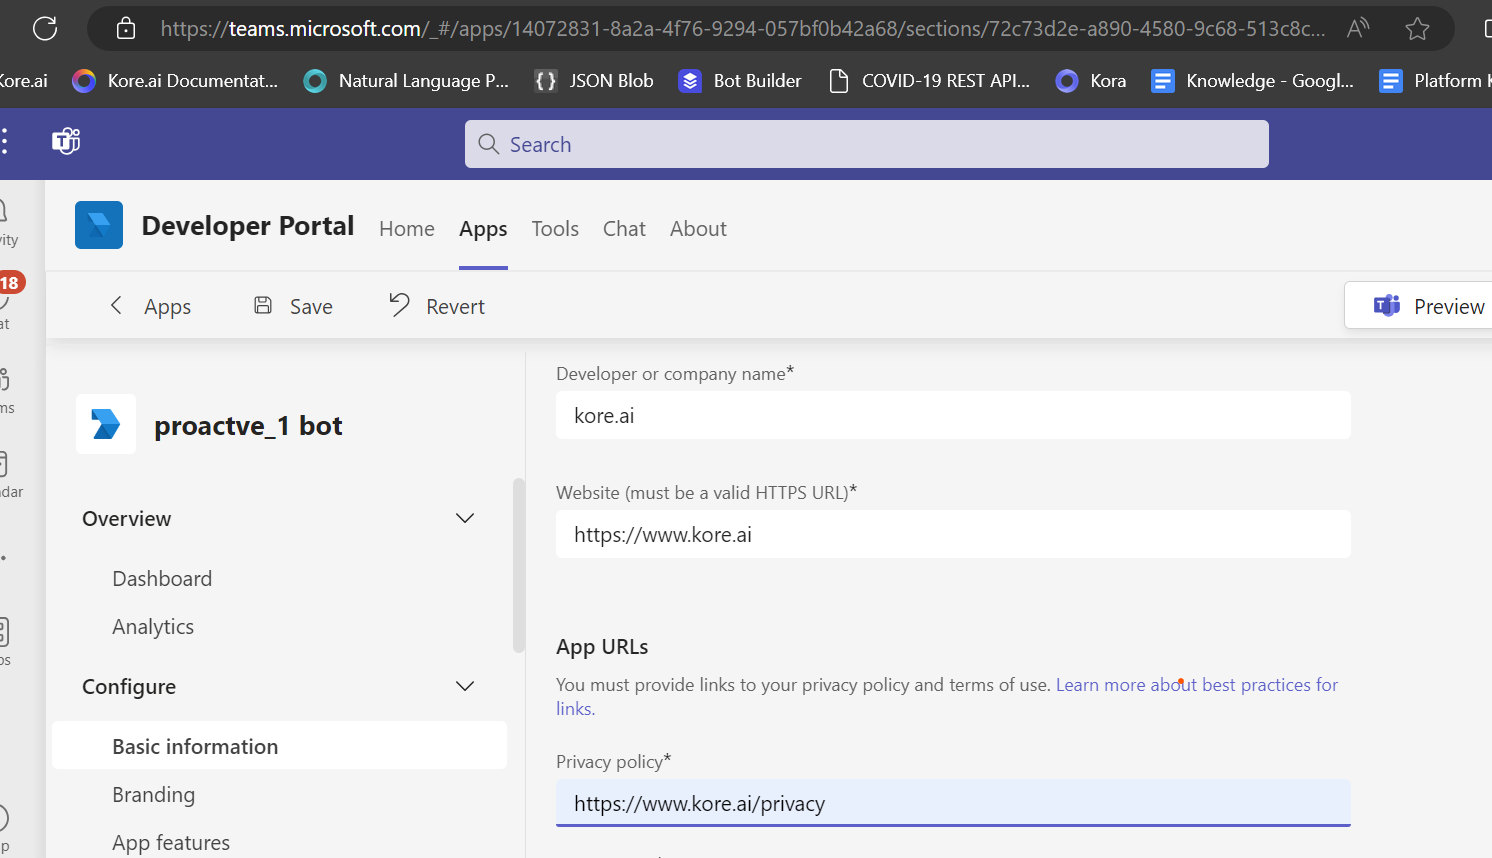 https://teams.microsoft.com/_#/apps/14072831-8a2a-4f76-9294-057bf0b42a68/sections/72c73d2e-a890-4580-9c68-513c8c...
Kore.ai Kore.ai Documentat... Natural Language P... JSON Blob Bot Builder COVID-19 REST API... Kora Knowledge - Googl... Platform K
Search
Developer Portal Home Apps Tools Chat About
18
Apps Save Revert Preview
proactve_1 bot
Overview
Dashboard
Analytics
Configure
Basic information
Branding
App features
Developer or company name*
kore.ai
Website (must be a valid HTTPS URL)*
https://www.kore.ai
App URLs
You must provide links to your privacy policy and terms of use. Learn more about best practices for
links.
Privacy policy*
https://www.kore.ai/privacy